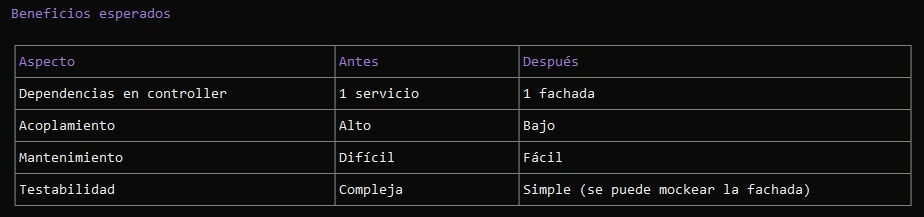 Beneficios esperados
Aspecto Antes Después
Dependencias en controller 1 servicio 1 fachada
Acoplamiento Alto Bajo
Mantenimiento Difícil Fácil
Testabilidad Compleja Simple (se puede mockear la fachada)